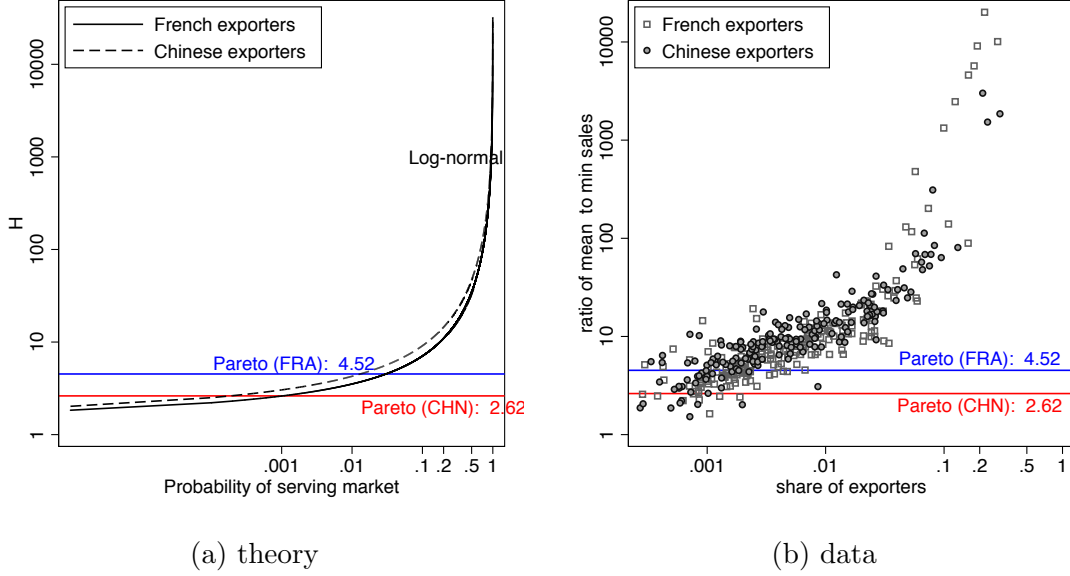 French exporters
Chinese exporters
Log-normal
Pareto (FRA): 4.52
Pareto (CHN): 2.62
H
1
10
100
1000
10000
.001
.01
.1
.2
.5
1
Probability of serving market
(a) theory
French exporters
Chinese exporters
Pareto (FRA): 4.52
Pareto (CHN): 2.62
ratio of mean to min sales
1
10
100
1000
10000
.001
.01
.1
.2
.5
1
share of exporters
(b) data